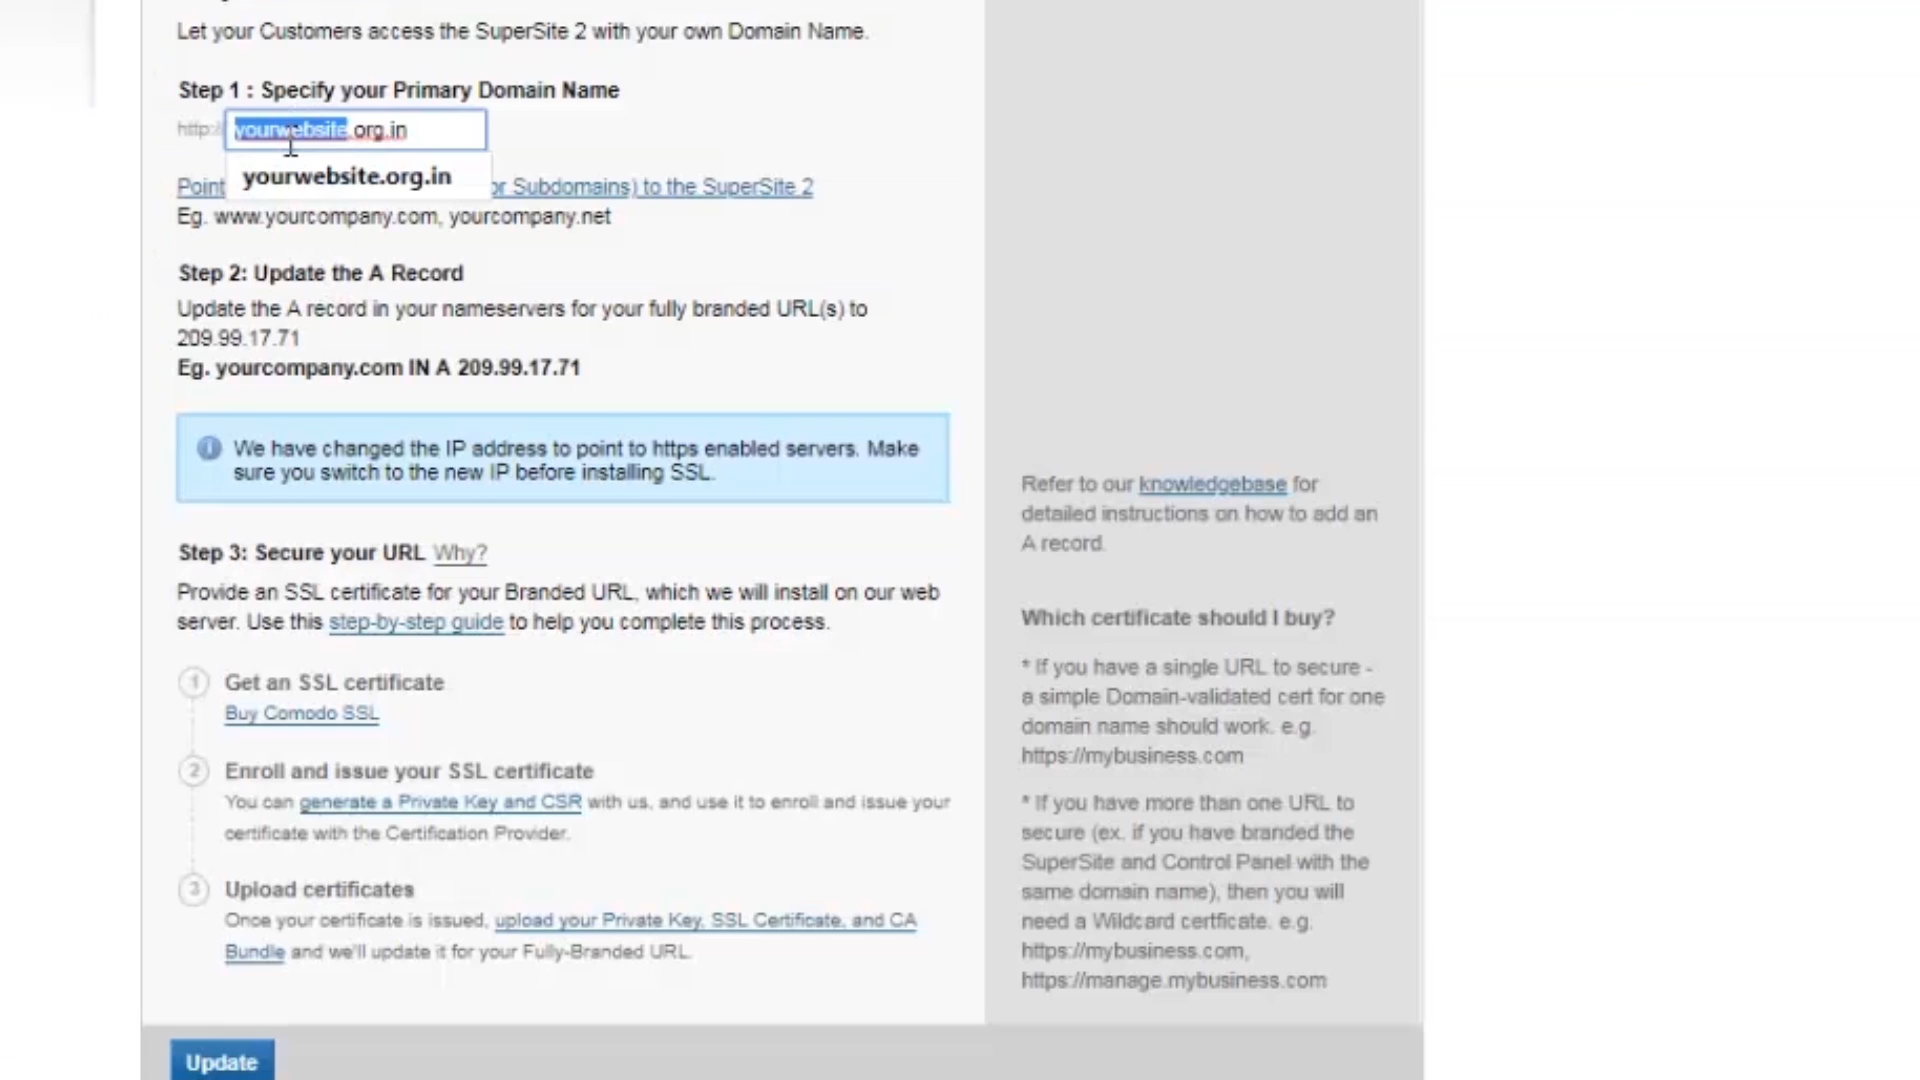 Let your Customers access the SuperSite 2 with your own Domain Name.
Step 1 : Specify your Primary Domain Name
http:// yourwebsite.org.in
yourwebsite.org.in
Point or Subdomains) to the SuperSite 2
Eg. www.yourcompany.com, yourcompany.net
Step 2: Update the A Record
Update the A record in your nameservers for your fully branded URL(s) to
209.99.17.71
Eg. yourcompany.com IN A 209.99.17.71
We have changed the IP address to point to https enabled servers. Make
sure you switch to the new IP before installing SSL.
Step 3: Secure your URL Why?
Provide an SSL certificate for your Branded URL, which we will install on our web
server. Use this step-by-step guide to help you complete this process.
1 Get an SSL certificate
Buy Comodo SSL
2 Enroll and issue your SSL certificate
You can generate a Private Key and CSR with us, and use it to enroll and issue your
certificate with the Certification Provider.
3 Upload certificates
Once your certificate is issued, upload your Private Key, SSL Certificate, and CA
Bundle and we'll update it for your Fully-Branded URL.
Update
Refer to our knowledgebase for
detailed instructions on how to add an
A record.
Which certificate should I buy?
* If you have a single URL to secure -
a simple Domain-validated cert for one
domain name should work. e.g.
https://mybusiness.com
* If you have more than one URL to
secure (ex. if you have branded the
SuperSite and Control Panel with the
same domain name), then you will
need a Wildcard certficate. e.g.
https://mybusiness.com,
https://manage.mybusiness.com